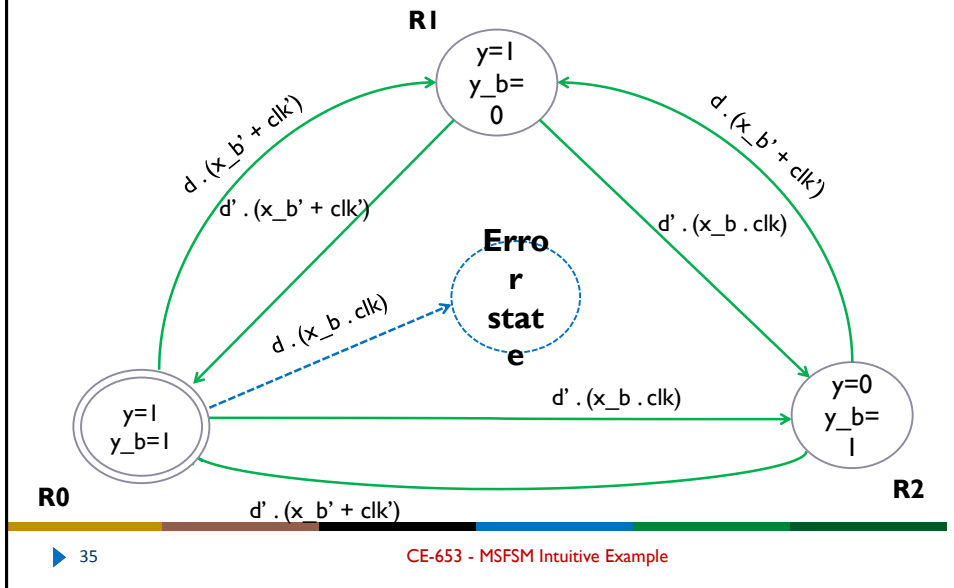 R1
y=1
y_b=
0
d . (x_b' + clk')
d . (x_b' + clk')
d' . (x_b' + clk')
d' . (x_b . clk)
Erro
r
stat
e
d . (x_b . clk)
y=1
y_b=1
d' . (x_b . clk)
y=0
y_b=
1
R0
R2
d' . (x_b' + clk')
35
CE-653 - MSFSM Intuitive Example